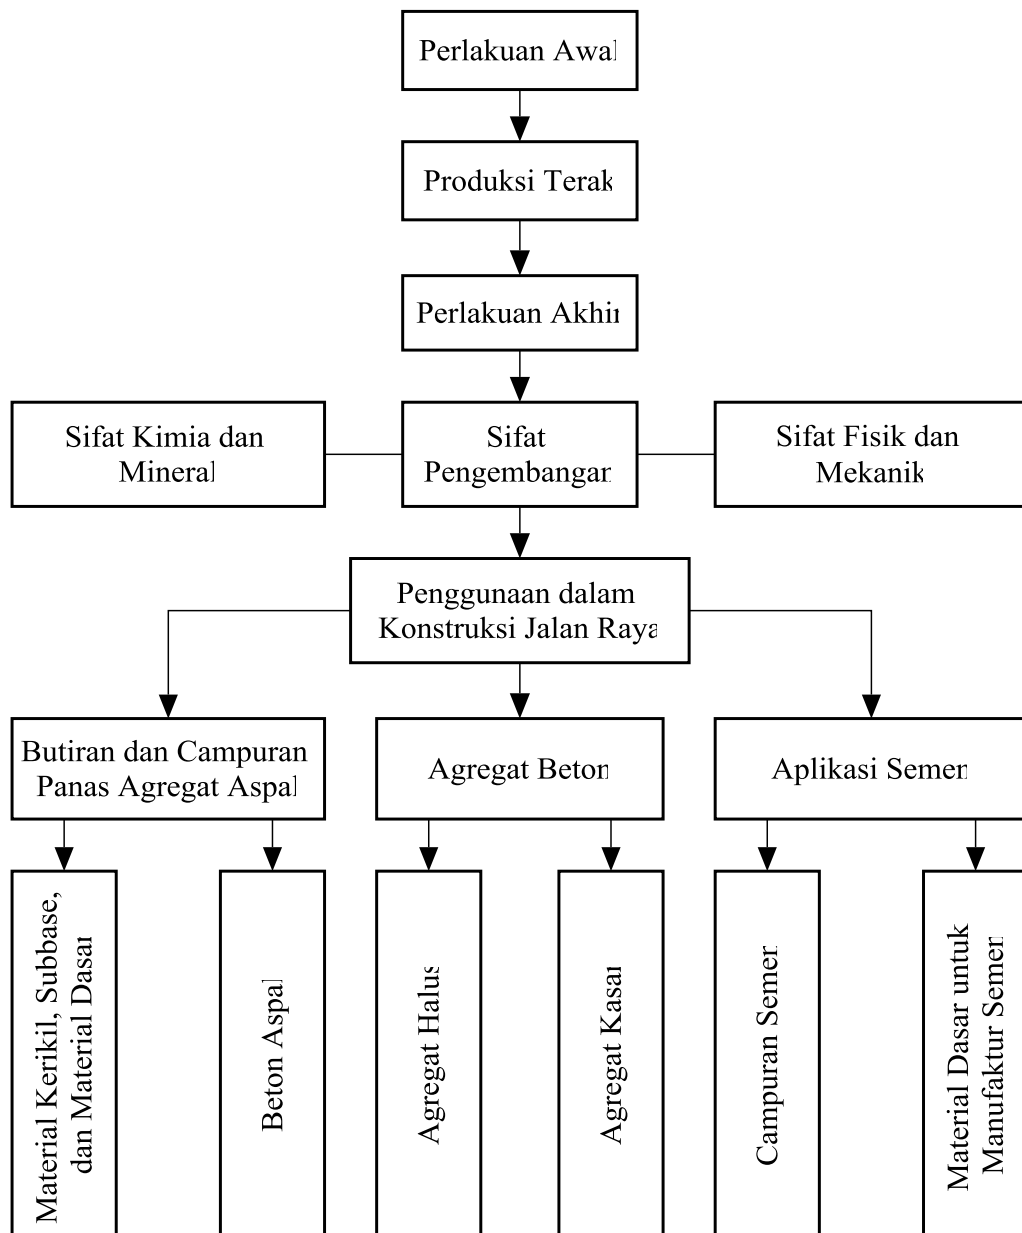 Perlakuan Awal
Produksi Terak
Perlakuan Akhir
Sifat Kimia dan
Mineral
Sifat
Pengembangan
Sifat Fisik dan
Mekanik
Penggunaan dalam
Konstruksi Jalan Raya
Butiran dan Campuran
Panas Agregat Aspal
Agregat Beton
Aplikasi Semen
Material Kerikil, Subbase,
dan Material Dasar
Beton Aspal
Agregat Halus
Agregat Kasar
Campuran Semen
Material Dasar untuk
Manufaktur Semen